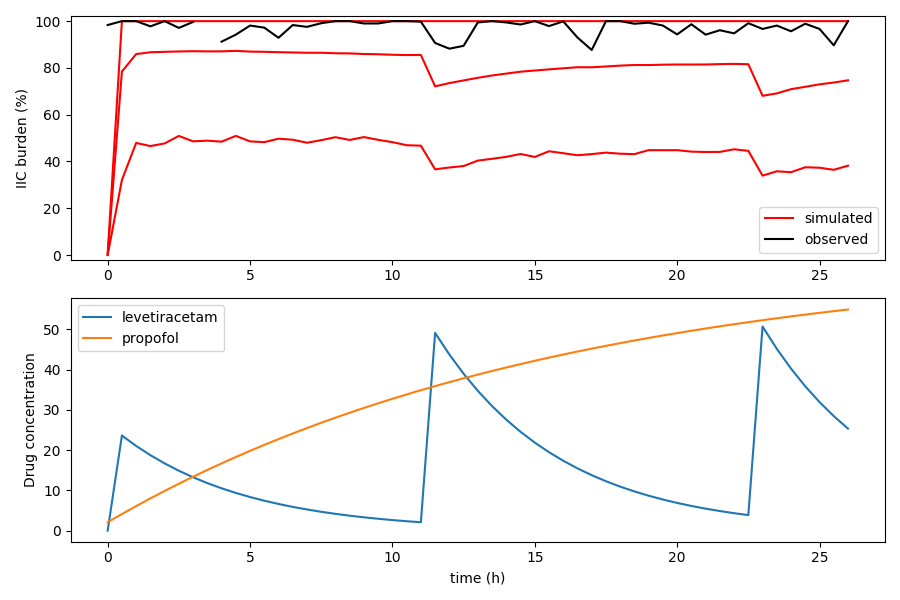 100
80
60
40
20
0
IIC burden (%)
simulated
observed
0 5 10 15 20 25
levetiracetam
propofol
50
40
30
20
10
0
Drug concentration
0 5 10 15 20 25
time (h)